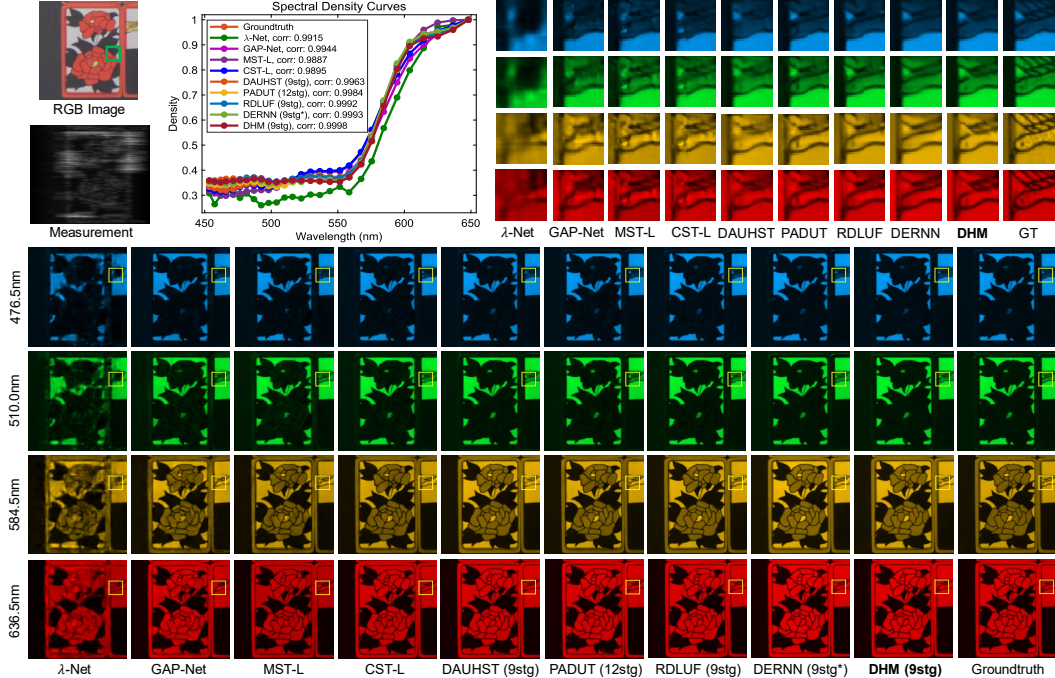 RGB Image
Measurement
Spectral Density Curves
Density
1
0.9
0.8
0.7
0.6
0.5
0.4
0.3
Groundtruth
λ-Net, corr: 0.9915
GAP-Net, corr: 0.9944
MST-L, corr: 0.9887
CST-L, corr: 0.9895
DAUHST (9stg), corr: 0.9963
PADUT (12stg), corr: 0.9984
RDLUF (9stg), corr: 0.9992
DERNN (9stg*), corr: 0.9993
DHM (9stg), corr: 0.9998
450 500 550 600 650
Wavelength (nm)
λ-Net GAP-Net MST-L CST-L DAUHST PADUT RDLUF DERNN DHM GT
476.5nm
510.0nm
584.5nm
636.5nm
λ-Net GAP-Net MST-L CST-L DAUHST (9stg) PADUT (12stg) RDLUF (9stg) DERNN (9stg*) DHM (9stg) Groundtruth